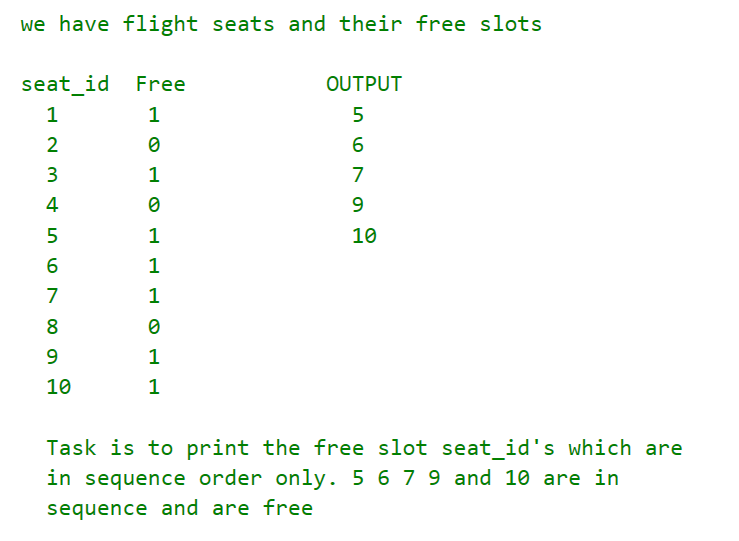 we have flight seats and their free slots
seat_id Free OUTPUT
1 1 5
2 0 6
3 1 7
4 0 9
5 1 10
6 1
7 1
8 0
9 1
10 1
Task is to print the free slot seat_id's which are
in sequence order only. 5 6 7 9 and 10 are in
sequence and are free